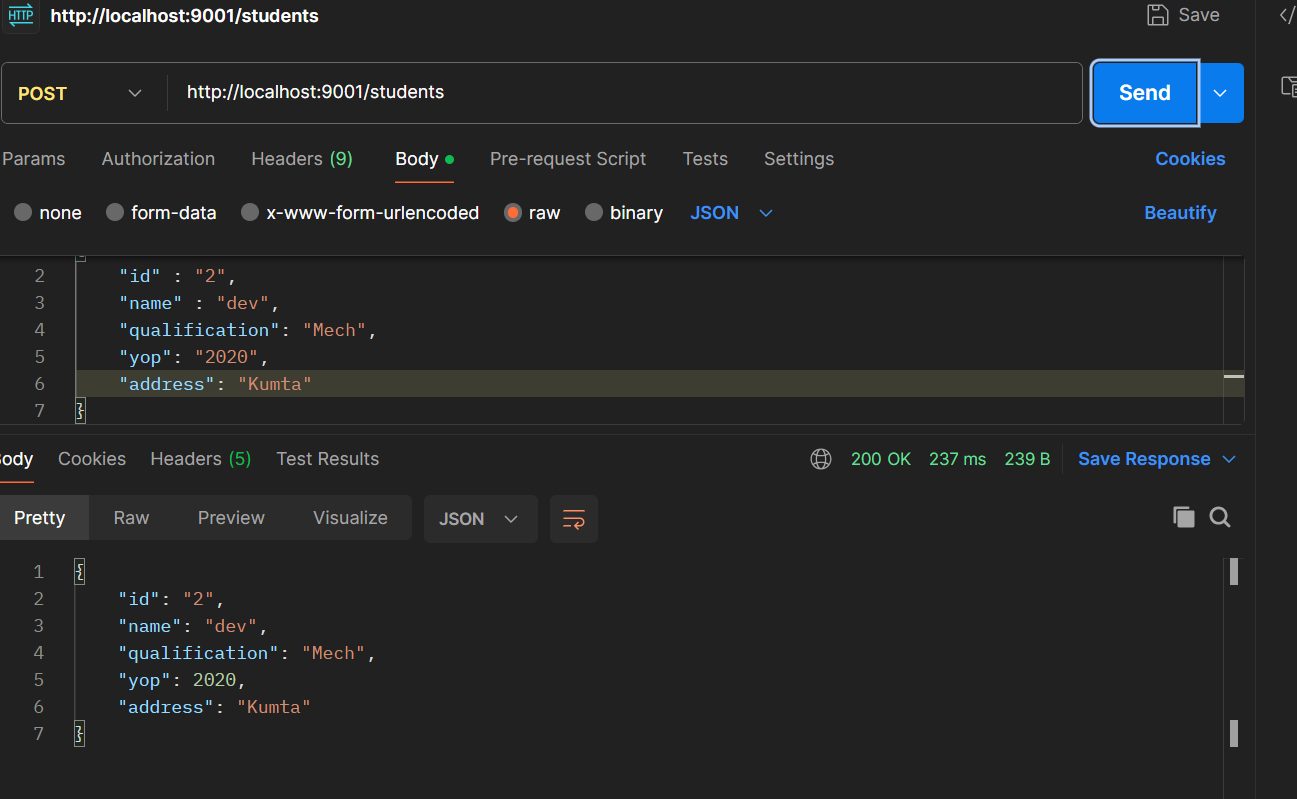 HTTP http://localhost:9001/students Save </
POST http://localhost:9001/students Send
Params Authorization Headers (9) Body Pre-request Script Tests Settings Cookies
none form-data x-www-form-urlencoded raw binary JSON Beautify
2 "id" : "2",
3 "name" : "dev",
4 "qualification": "Mech",
5 "yop": "2020",
6 "address": "Kumta"
7 }
ody Cookies Headers (5) Test Results 200 OK 237 ms 239 B Save Response
Pretty Raw Preview Visualize JSON
1 {
2 "id": "2",
3 "name": "dev",
4 "qualification": "Mech",
5 "yop": 2020,
6 "address": "Kumta"
7 }